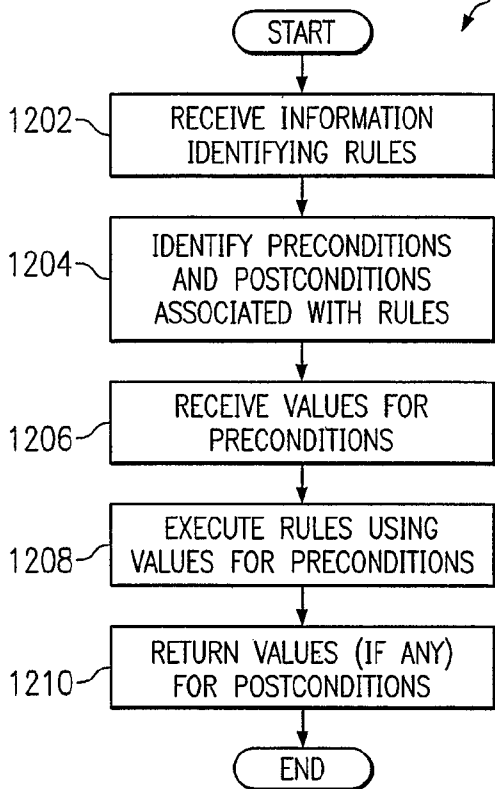 START
1202
RECEIVE INFORMATION
IDENTIFYING RULES
1204
IDENTIFY PRECONDITIONS
AND POSTCONDITIONS
ASSOCIATED WITH RULES
1206
RECEIVE VALUES FOR
PRECONDITIONS
1208
EXECUTE RULES USING
VALUES FOR PRECONDITIONS
1210
RETURN VALUES (IF ANY)
FOR POSTCONDITIONS
END